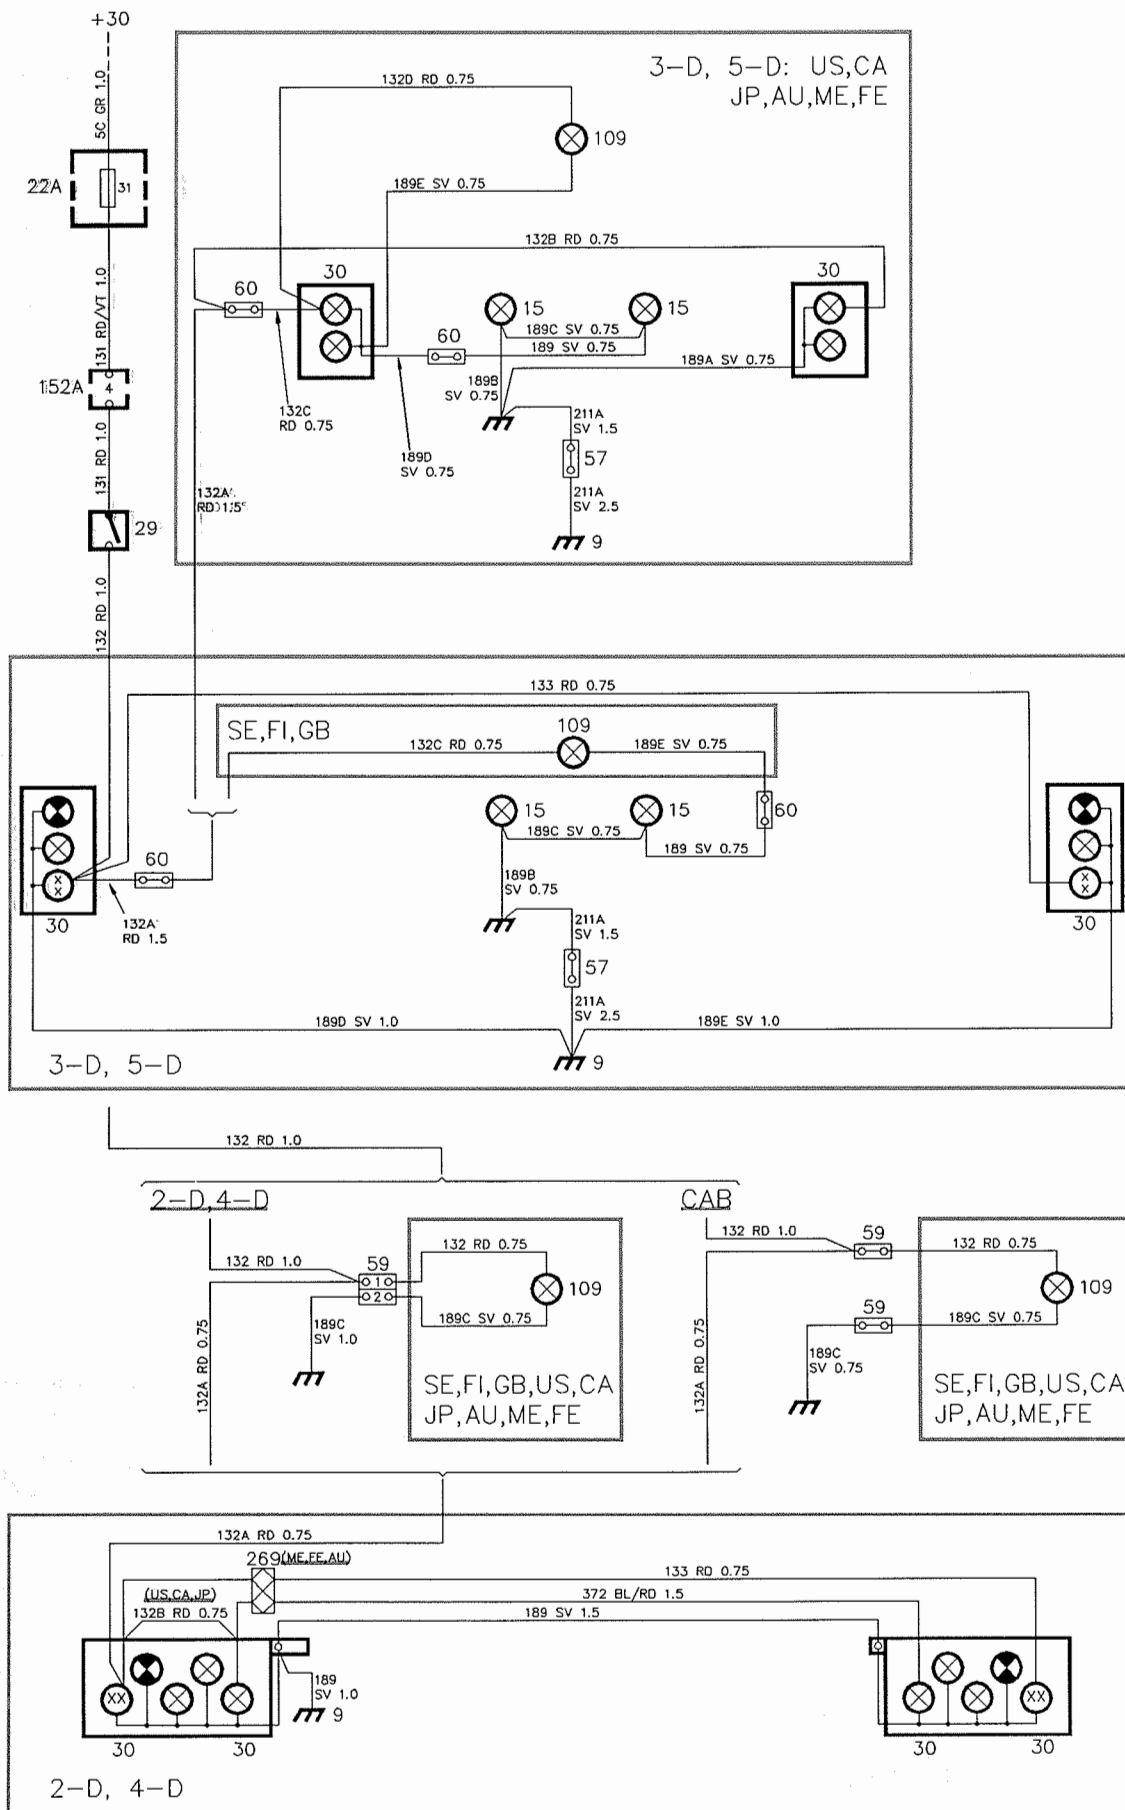 +30
5C GR 1.0
22A
31
131 RD/VT 1.0
152A
4
131 RD 1.0
29
132 RD 1.0
3-D, 5-D: US,CA
JP,AU,ME,FE
132D RD 0.75
109
189E SV 0.75
132B RD 0.75
60
30
15
15
30
189C SV 0.75
60
189 SV 0.75
189A SV 0.75
189B
SV 0.75
132C
RD 0.75
211A
SV 1.5
189D
SV 0.75
57
132A
RD 1.5
211A
SV 2.5
9
133 RD 0.75
SE,FI,GB
109
132C RD 0.75
189E SV 0.75
15
15
60
189C SV 0.75
189 SV 0.75
60
189B
SV 0.75
XX
XX
30
132A
RD 1.5
211A
SV 1.5
30
57
211A
SV 2.5
189D SV 1.0
189E SV 1.0
9
3-D, 5-D
132 RD 1.0
2-D,4-D
CAB
132 RD 1.0
59
1
2
132 RD 0.75
109
189C SV 0.75
189C
SV 1.0
132A RD 0.75
SE,FI,GB,US,CA
JP,AU,ME,FE
132 RD 1.0
59
132 RD 0.75
109
59
189C SV 0.75
189C
SV 0.75
132A RD 0.75
SE,FI,GB,US,CA
JP,AU,ME,FE
132A RD 0.75
269(ME,FE,AU)
133 RD 0.75
(US,CA,JP)
372 BL/RD 1.5
132B RD 0.75
189 SV 1.5
189
SV 1.0
XX
XX
9
30
30
30
30
2-D, 4-D